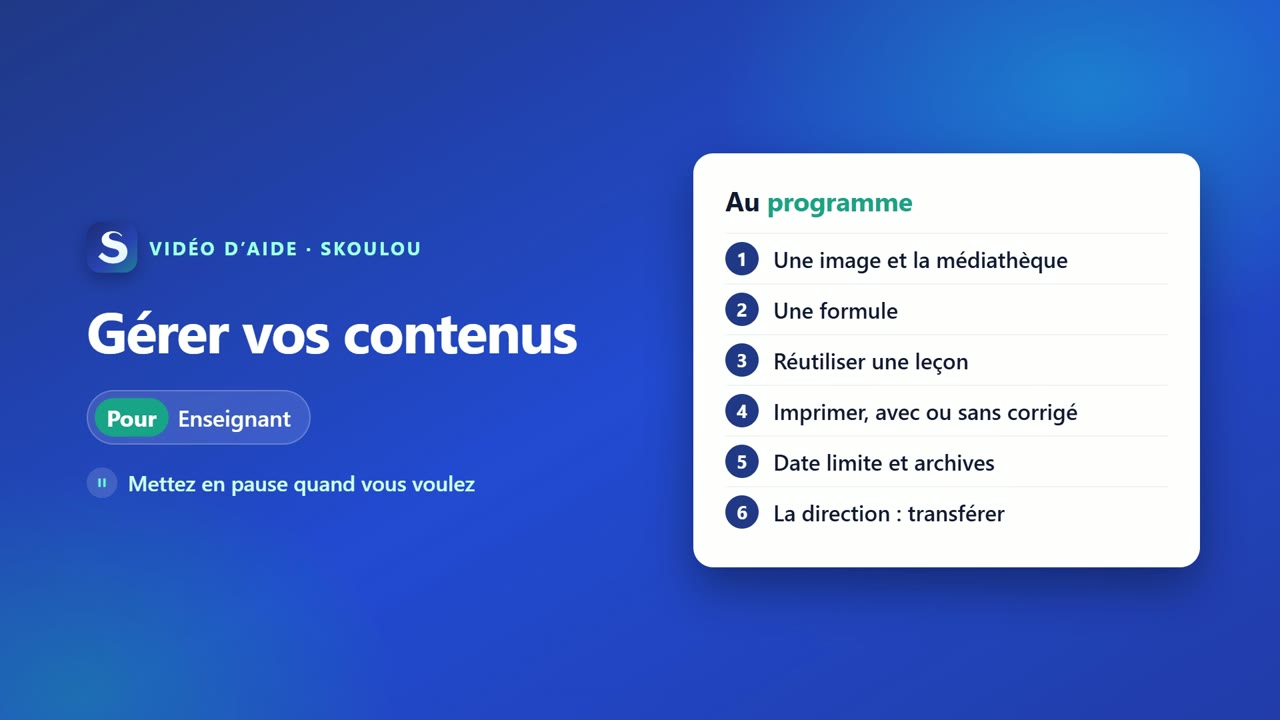 S
VIDÉO D’AIDE · SKOULOU
Gérer vos contenus
Pour Enseignant
Mettez en pause quand vous voulez
Au programme
1 Une image et la médiathèque
2 Une formule
3 Réutiliser une leçon
4 Imprimer, avec ou sans corrigé
5 Date limite et archives
6 La direction : transférer